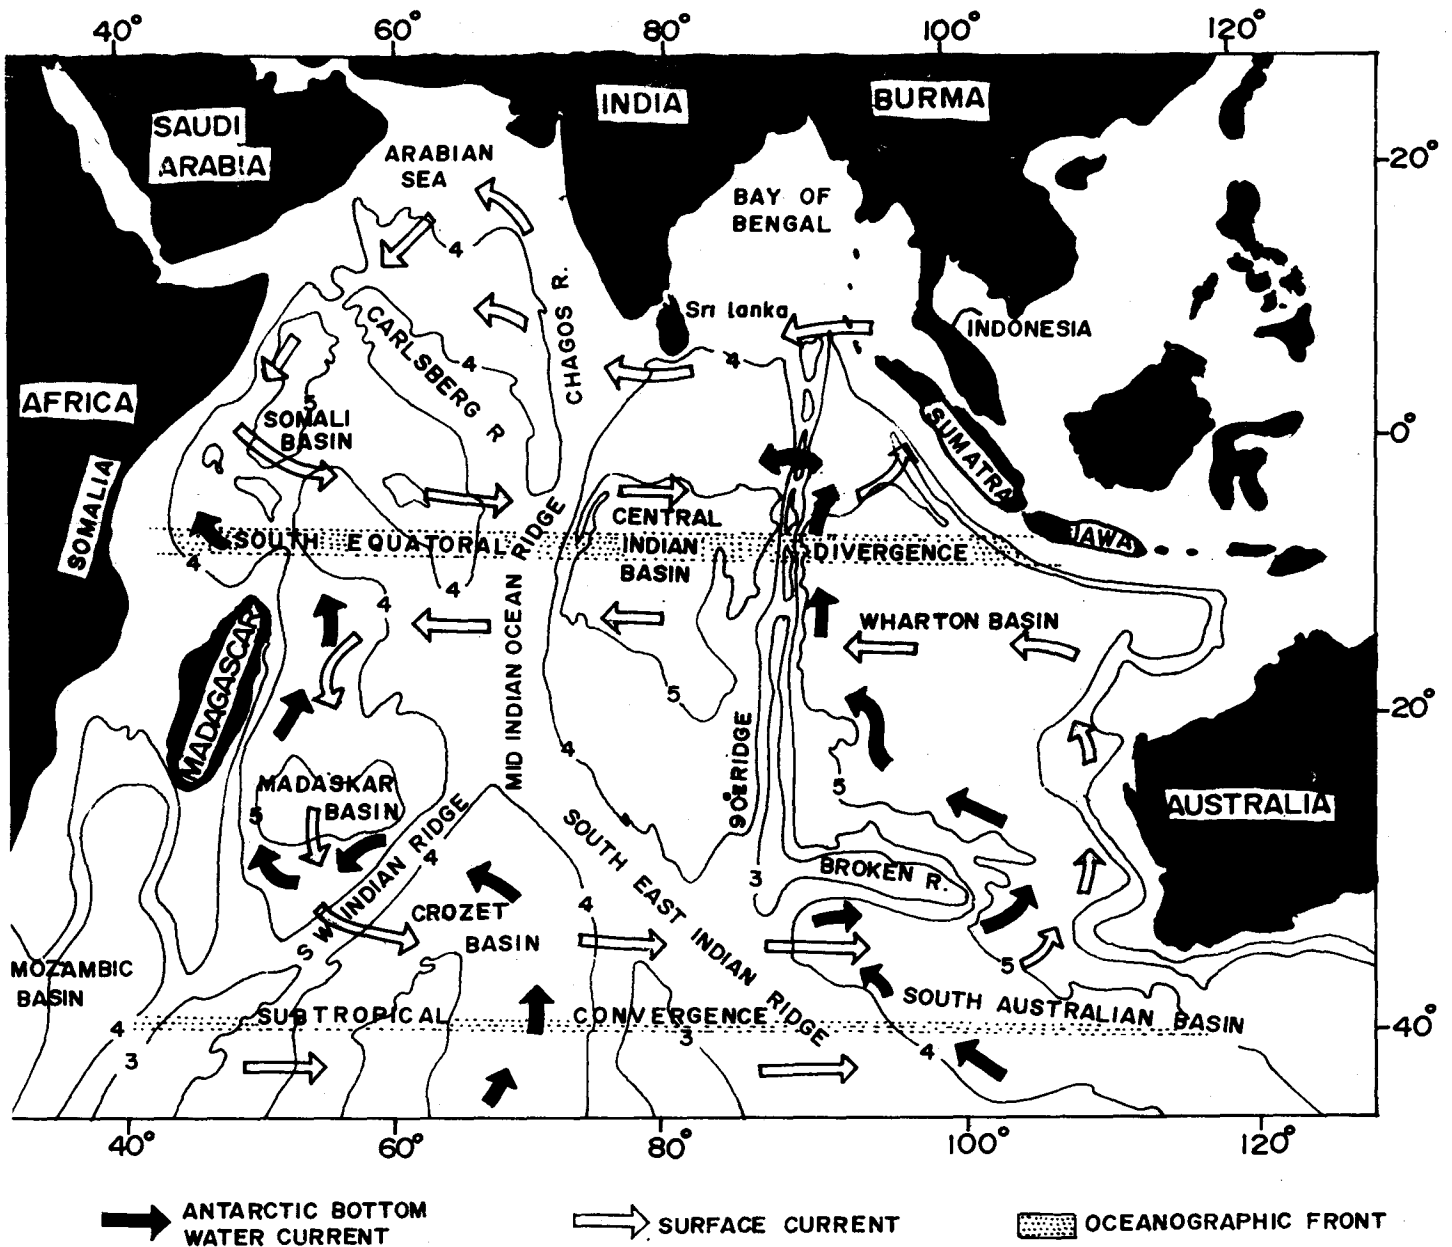 40° 60° 80° 100° 120°
INDIA
BURMA
SAUDI
ARABIA
ARABIAN
SEA
20°
BAY OF
BENGAL
4
CHAGOS R.
Sri lanka
INDONESIA
CARLSBERG R
4
4
AFRICA
5
SOMALI
BASIN
SUMATRA
0°
SOMALIA
CENTRAL
INDIAN
BASIN
JAWA
SOUTH EQUATORAL DIVERGENCE
MID INDIAN OCEAN RIDGE
4
4
4
WHARTON BASIN
MADAGASCAR
5
20°
90°E RIDGE
4
5
MADASKAR
BASIN
5
AUSTRALIA
SOUTH EAST INDIAN RIDGE
S W INDIAN RIDGE
4
BROKEN R.
3
4
CROZET
BASIN
MOZAMBIC
BASIN
5
5
SOUTH AUSTRALIAN BASIN
SUBTROPICAL CONVERGENCE
4
3
3
4
40°
40° 60° 80° 100° 120°
ANTARCTIC BOTTOM
WATER CURRENT
SURFACE CURRENT
OCEANOGRAPHIC FRONT